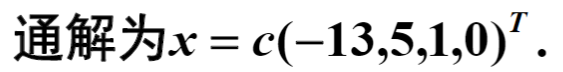 通解为x = c(−13,5,1,0)ᵀ.